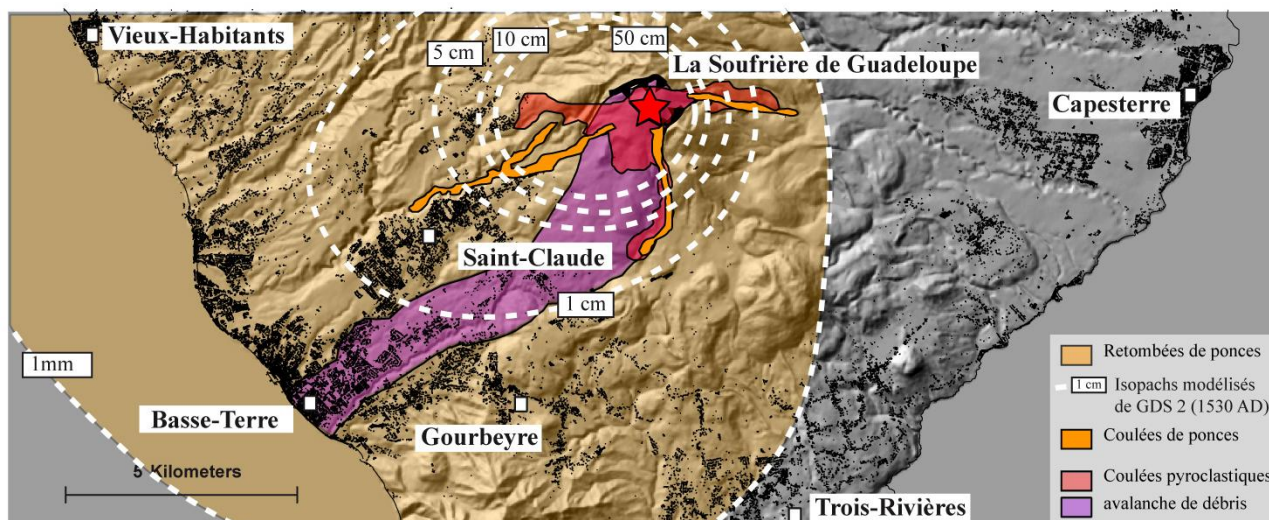 Vieux-Habitants
5 cm
10 cm
50 cm
La Soufrière de Guadeloupe
Capesterre
Saint-Claude
1 cm
1mm
Basse-Terre
Gourbeyre
5 Kilometers
Trois-Rivières
Retombées de ponces
1 cm
Isopachs modélisés
de GDS 2 (1530 AD)
Coulées de ponces
Coulées pyroclastiques
avalanche de débris